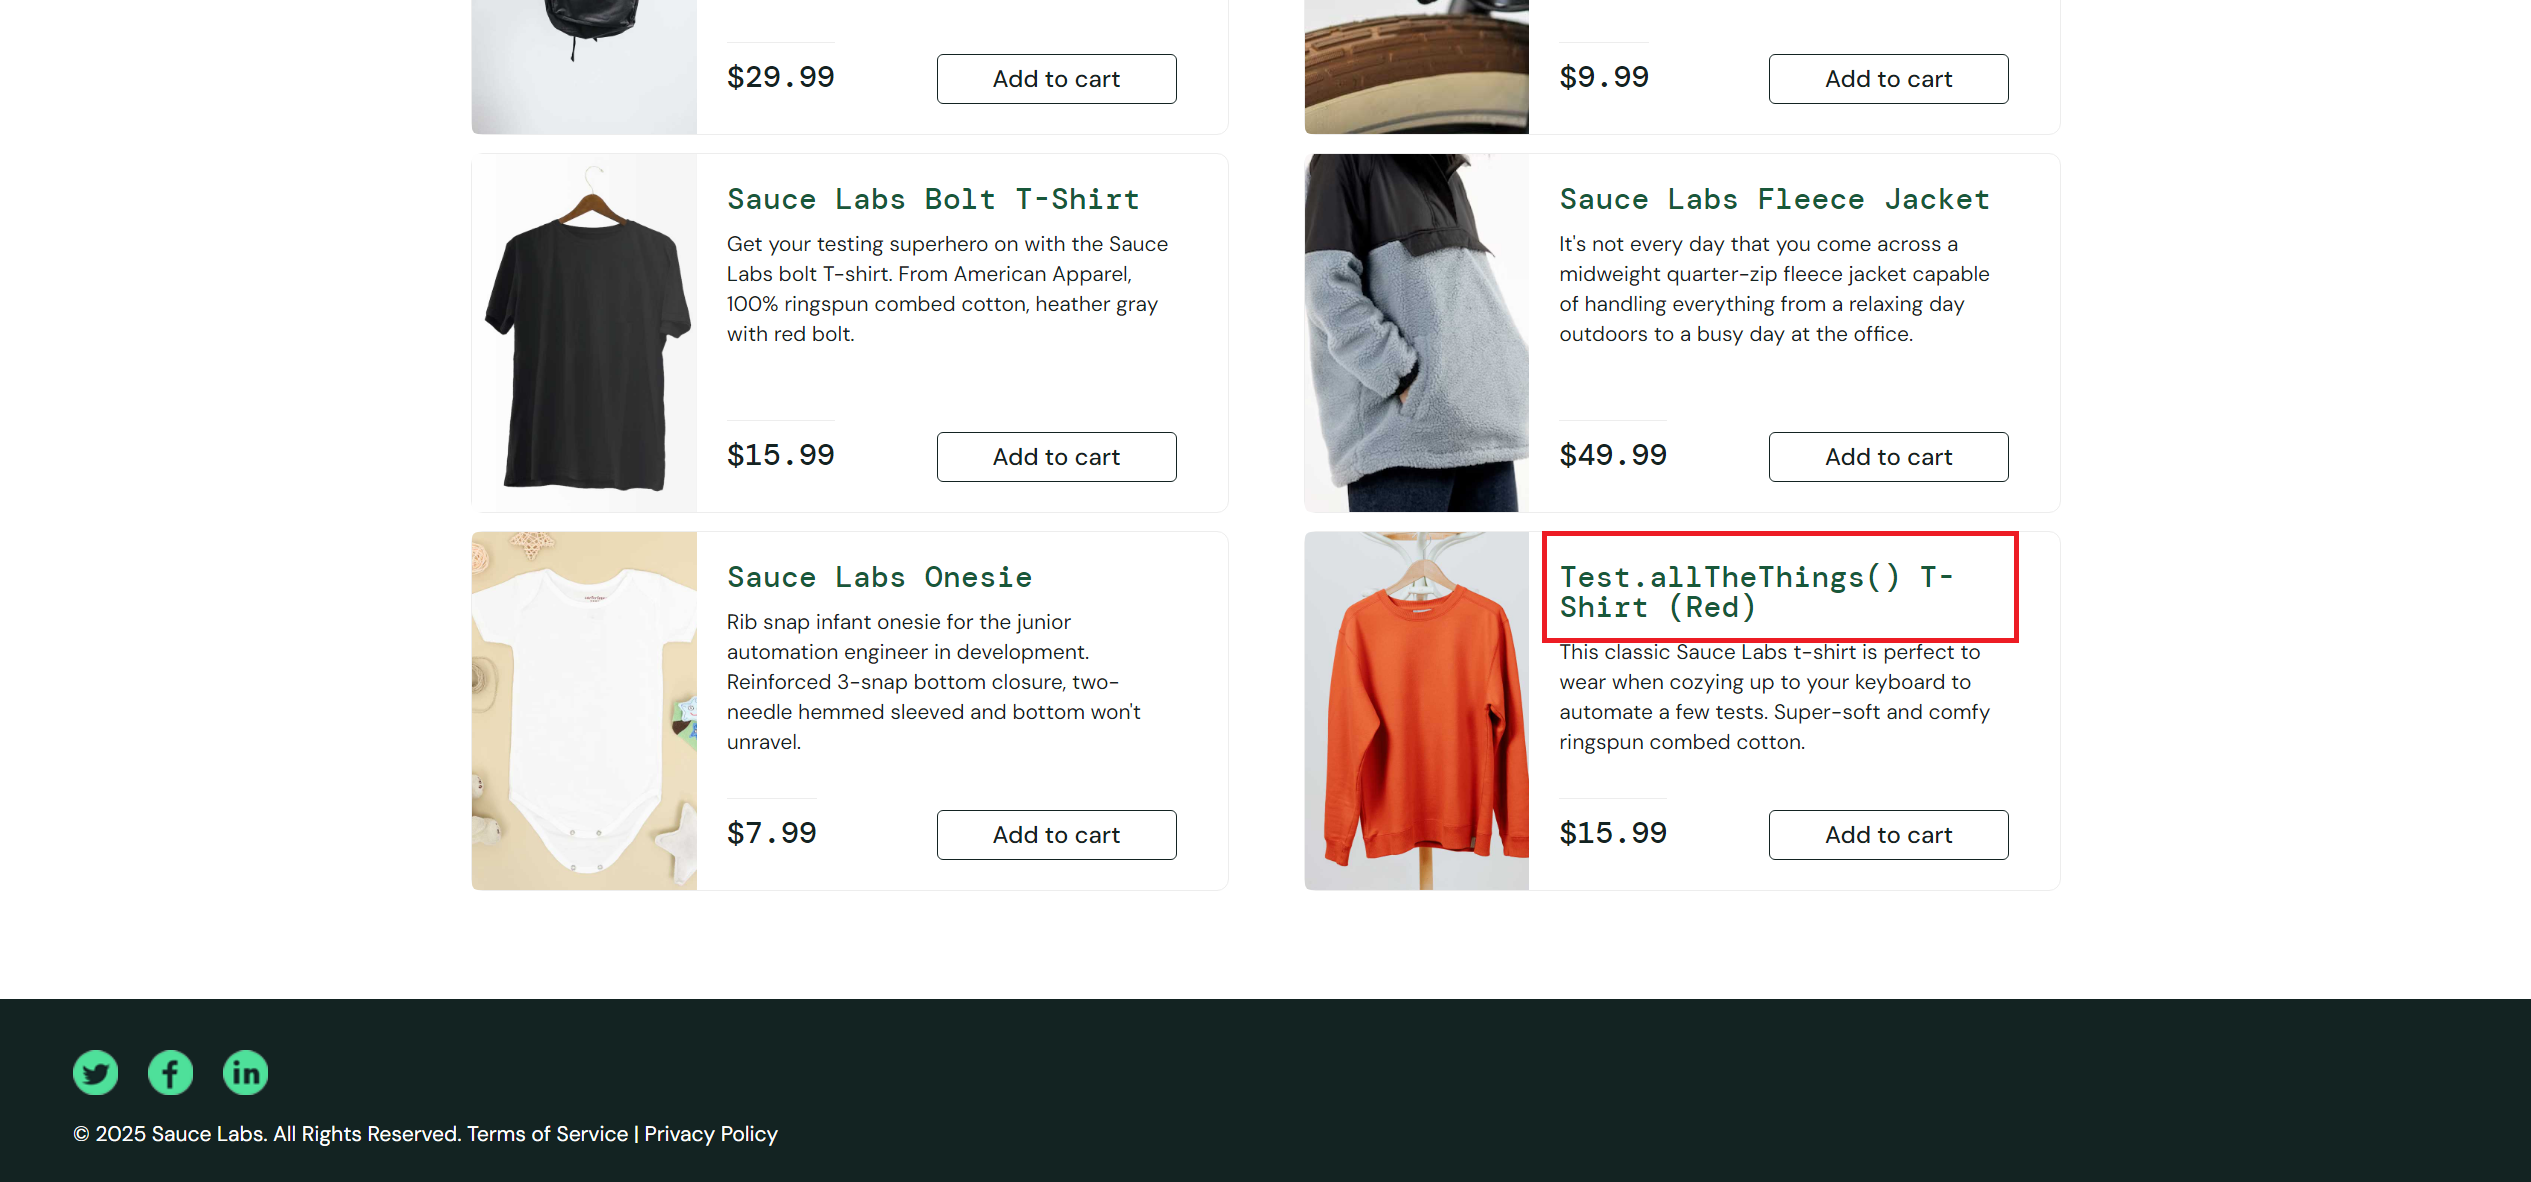 $29.99
Add to cart
$9.99
Add to cart
Sauce Labs Bolt T-Shirt
Get your testing superhero on with the Sauce
Labs bolt T-shirt. From American Apparel,
100% ringspun combed cotton, heather gray
with red bolt.
$15.99
Add to cart
Sauce Labs Fleece Jacket
It's not every day that you come across a
midweight quarter-zip fleece jacket capable
of handling everything from a relaxing day
outdoors to a busy day at the office.
$49.99
Add to cart
Sauce Labs Onesie
Rib snap infant onesie for the junior
automation engineer in development.
Reinforced 3-snap bottom closure, two-
needle hemmed sleeved and bottom won't
unravel.
$7.99
Add to cart
Test.allTheThings() T-
Shirt (Red)
This classic Sauce Labs t-shirt is perfect to
wear when cozying up to your keyboard to
automate a few tests. Super-soft and comfy
ringspun combed cotton.
$15.99
Add to cart
© 2025 Sauce Labs. All Rights Reserved. Terms of Service | Privacy Policy